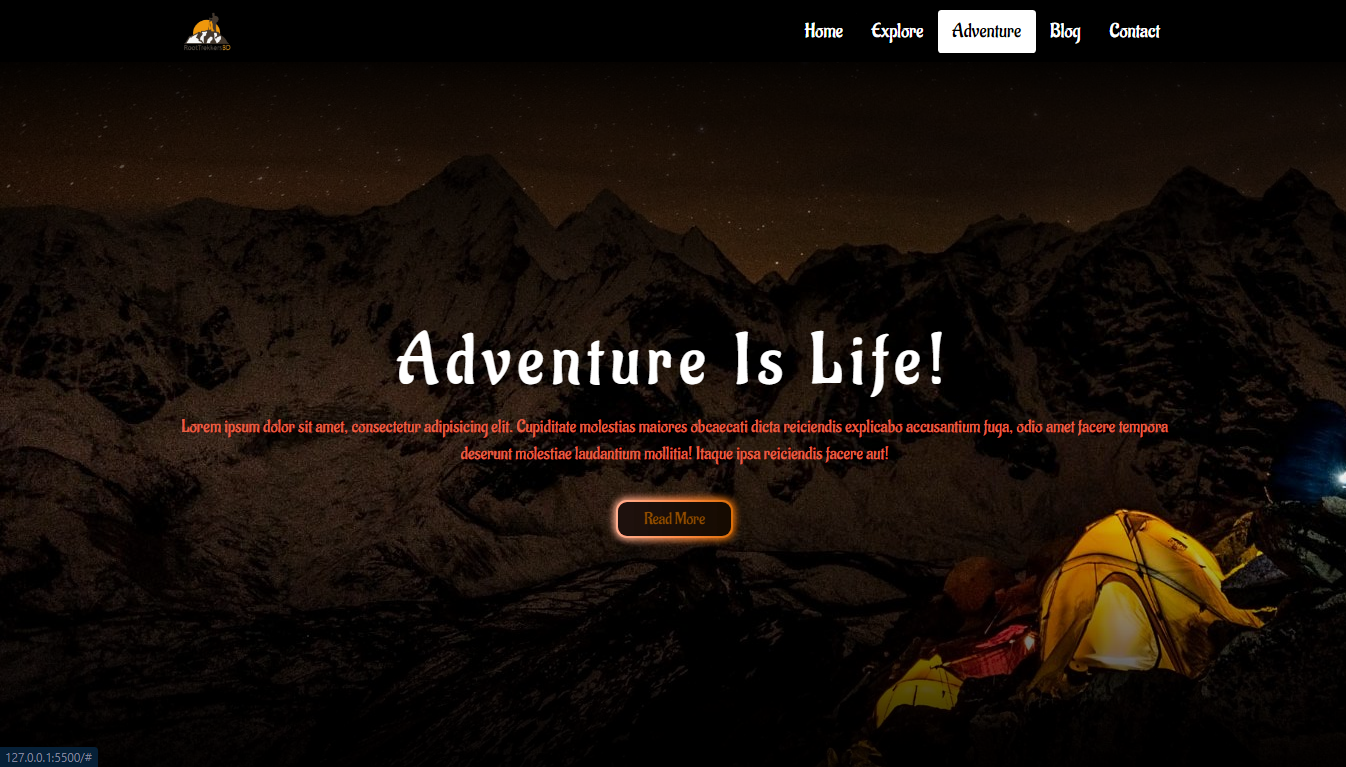 RootTrekkersBD
Home Explore Adventure Blog Contact
Adventure Is Life!
Lorem ipsum dolor sit amet, consectetur adipisicing elit. Cupiditate molestias maiores obcaecati dicta reiciendis explicabo accusantium fuga, odio amet facere tempora
deserunt molestiae laudantium mollitia! Itaque ipsa reiciendis facere aut!
Read More
127.0.0.1:5500/#